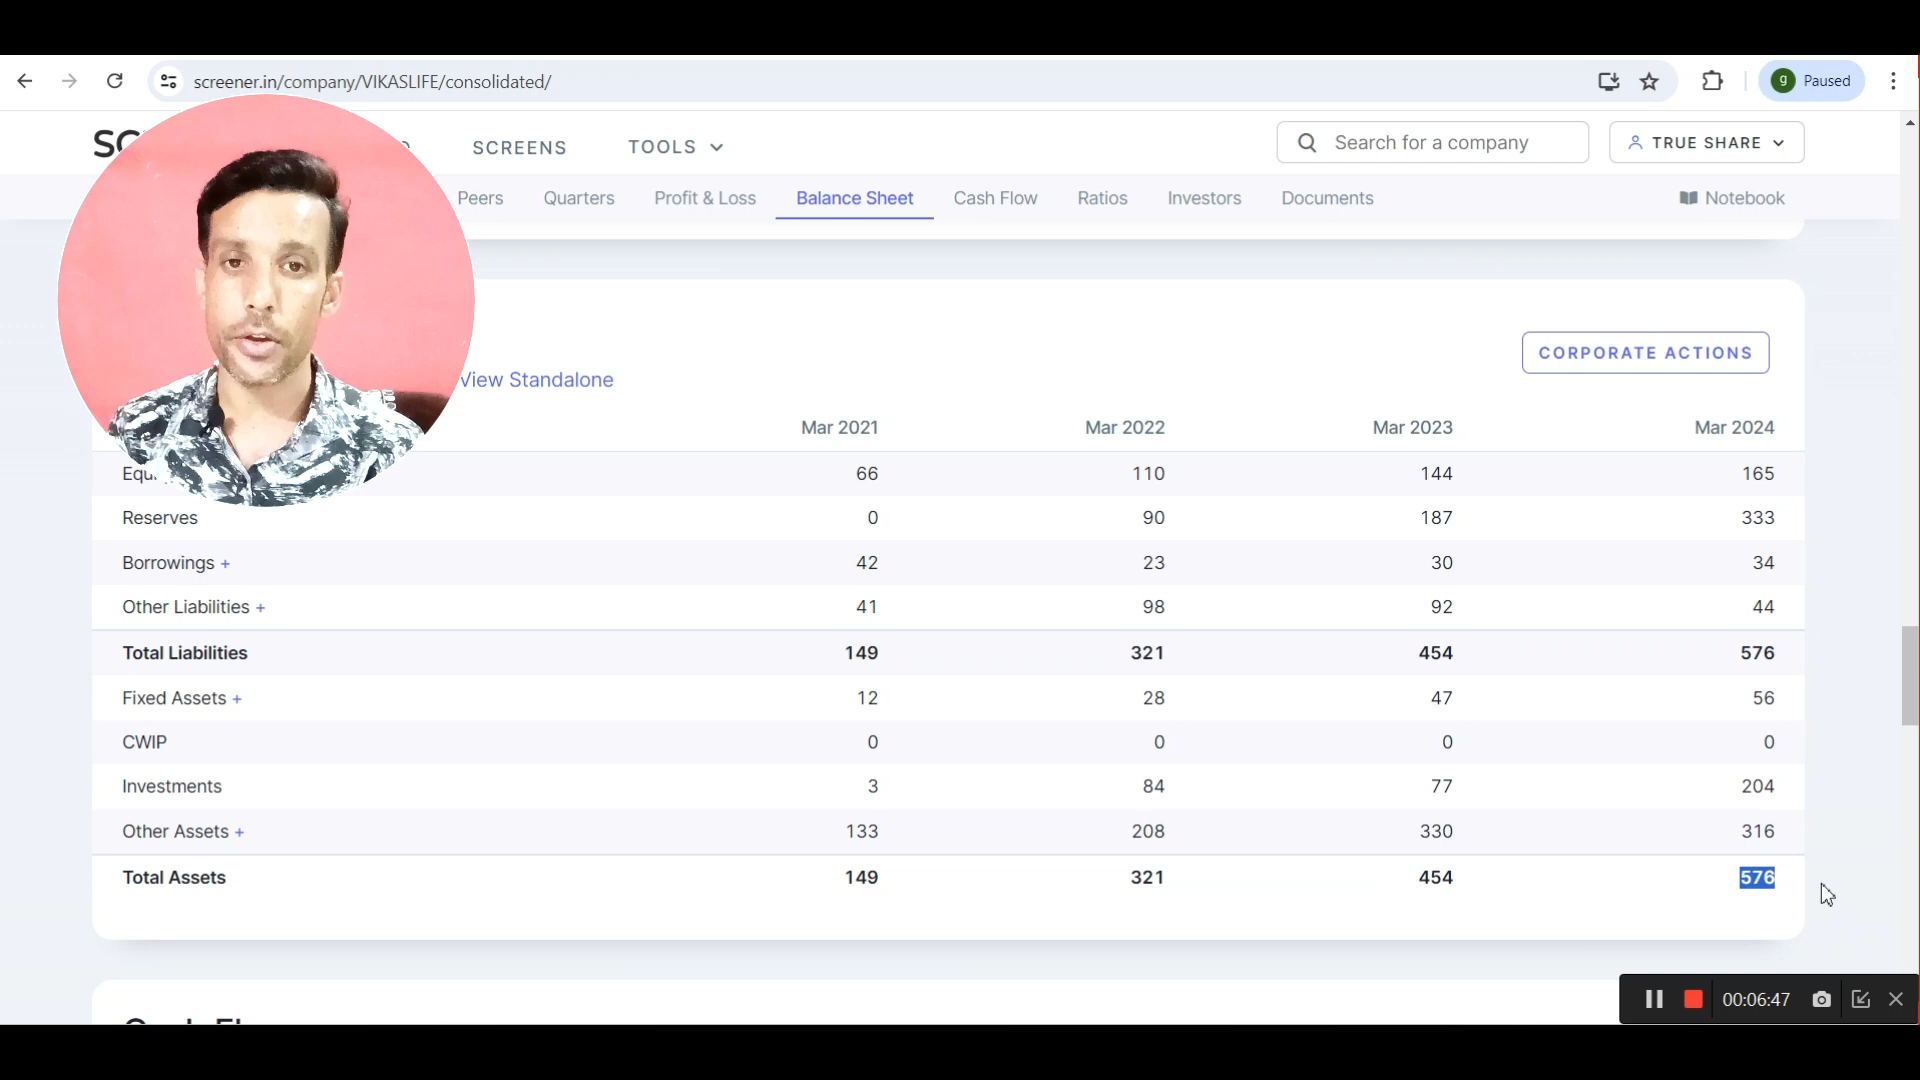 screener.in/company/VIKASLIFE/consolidated/
g Paused
SCREENS TOOLS Search for a company TRUE SHARE
Peers Quarters Profit & Loss Balance Sheet Cash Flow Ratios Investors Documents Notebook
CORPORATE ACTIONS
View Standalone
Mar 2021 Mar 2022 Mar 2023 Mar 2024
66 110 144 165
Reserves 0 90 187 333
Borrowings + 42 23 30 34
Other Liabilities + 41 98 92 44
Total Liabilities 149 321 454 576
Fixed Assets + 12 28 47 56
CWIP 0 0 0 0
Investments 3 84 77 204
Other Assets + 133 208 330 316
Total Assets 149 321 454 576
00:06:47